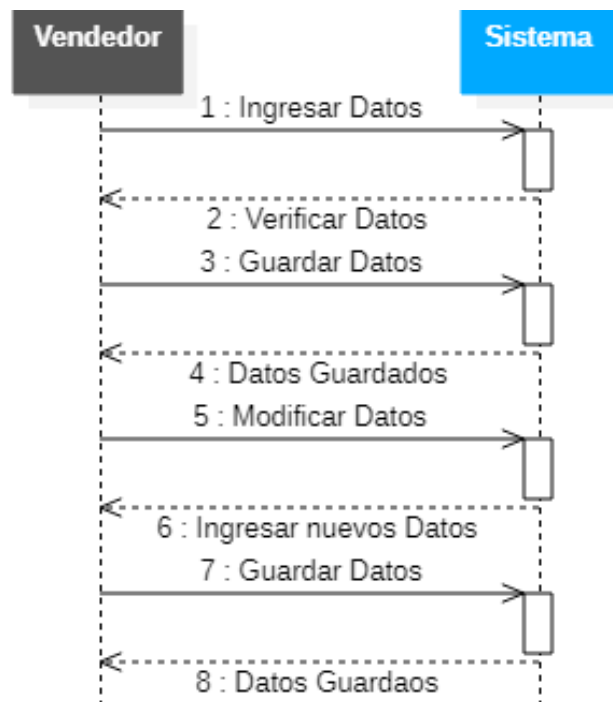 Vendedor
Sistema
1 : Ingresar Datos
2 : Verificar Datos
3 : Guardar Datos
4 : Datos Guardados
5 : Modificar Datos
6 : Ingresar nuevos Datos
7 : Guardar Datos
8 : Datos Guardaos